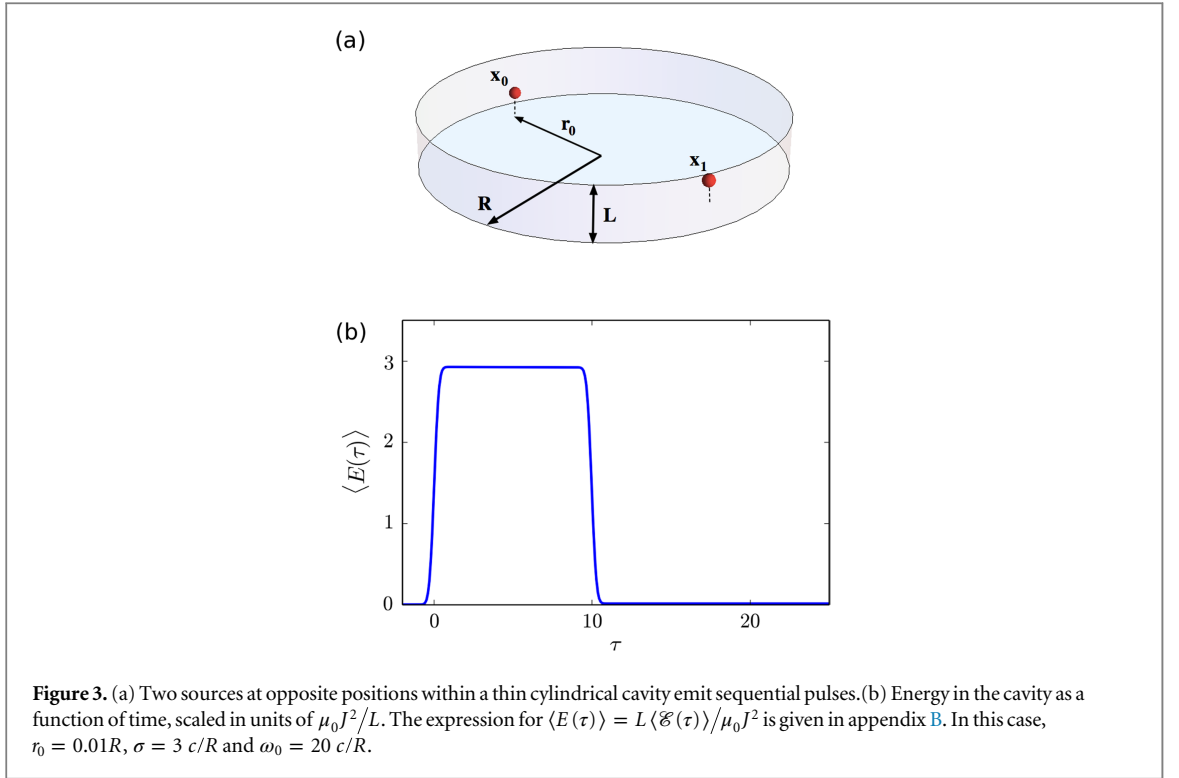 (a)
x₀
r₀
x₁
R
L
(b)
3
2
1
0
⟨E(τ)⟩
0 10 20
τ
Figure 3. (a) Two sources at opposite positions within a thin cylindrical cavity emit sequential pulses.(b) Energy in the cavity as a
function of time, scaled in units of μ₀J²/L. The expression for ⟨E(τ)⟩ = L⟨ℰ(τ)⟩/μ₀J² is given in appendix B. In this case,
r₀ = 0.01R, σ = 3 c/R and ω₀ = 20 c/R.